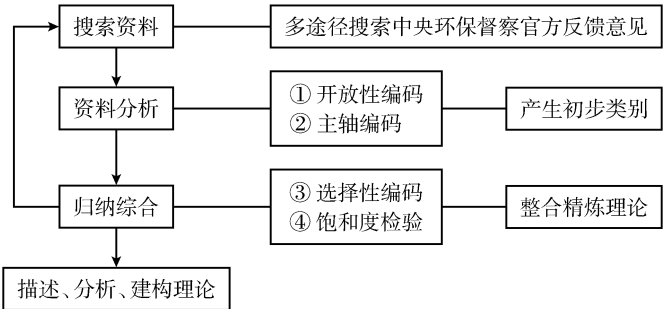 搜索资料
多途径搜索中央环保督察官方反馈意见
资料分析
① 开放性编码
② 主轴编码
产生初步类别
归纳综合
③ 选择性编码
④ 饱和度检验
整合精炼理论
描述、分析、建构理论